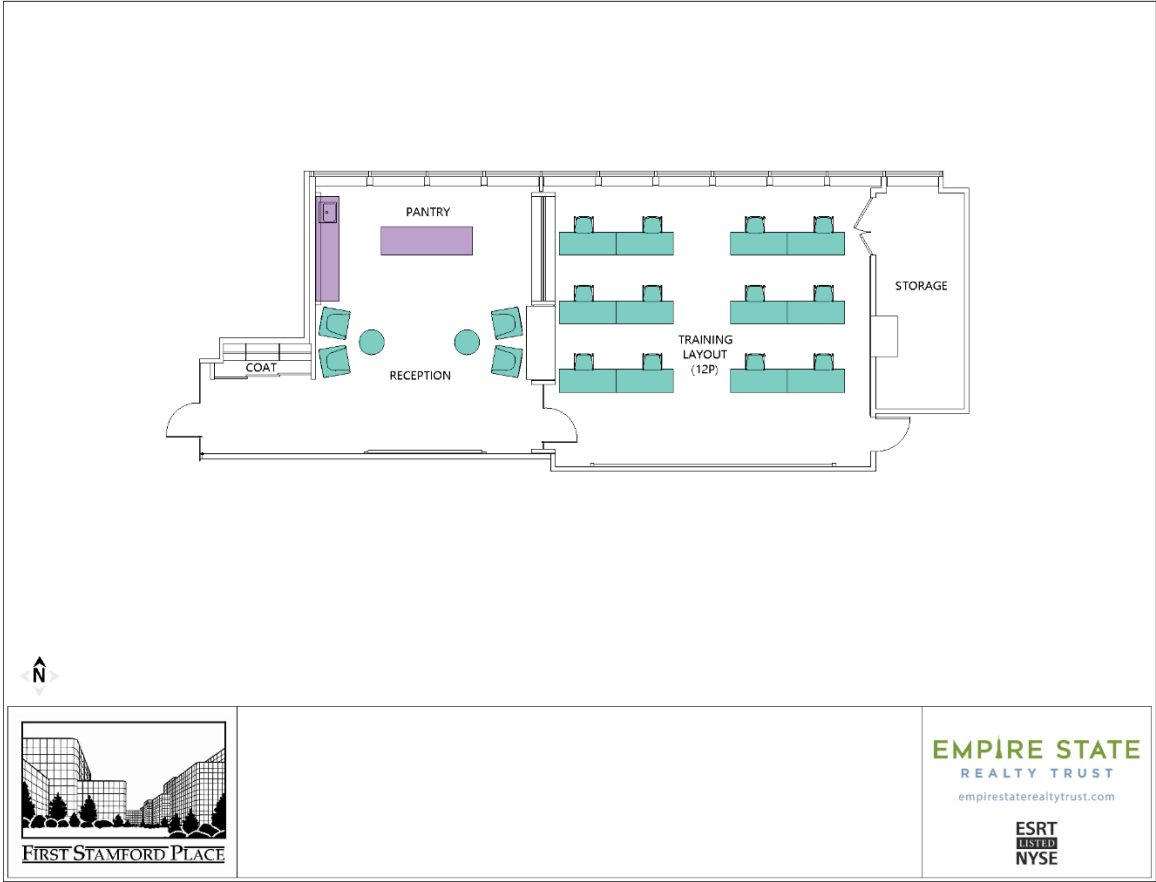 PANTRY
STORAGE
TRAINING
LAYOUT
(12P)
COAT
RECEPTION
N
FIRST STAMFORD PLACE
EMPIRE STATE
REALTY TRUST
empirestaterealtytrust.com
ESRT
LISTED
NYSE